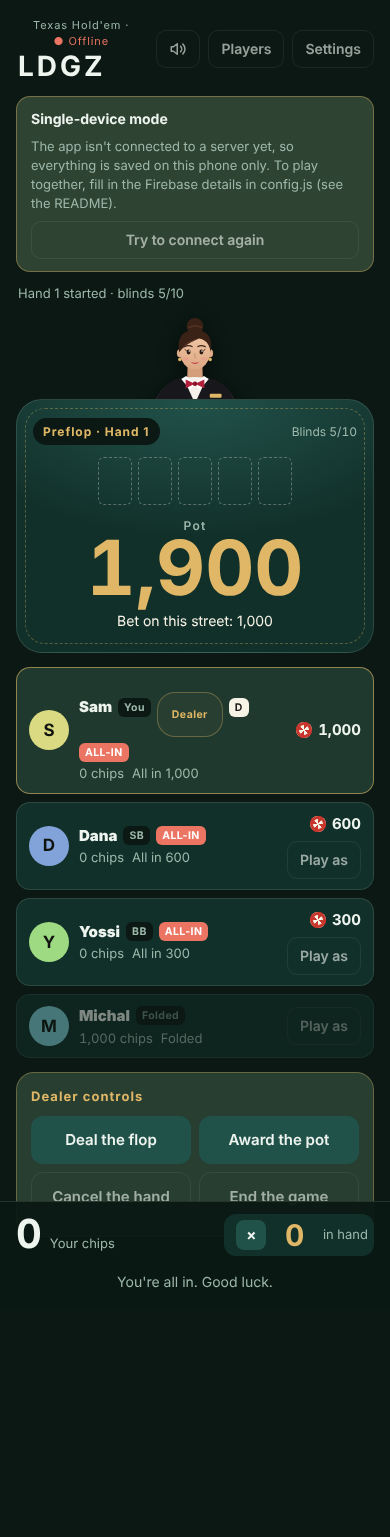 Texas Hold'em ·
● Offline
LDGZ
Players
Settings
Single-device mode
The app isn't connected to a server yet, so
everything is saved on this phone only. To play
together, fill in the Firebase details in config.js (see
the README).
Try to connect again
Hand 1 started · blinds 5/10
Preflop · Hand 1
Blinds 5/10
Pot
1,900
Bet on this street: 1,000
S
Sam You Dealer D
ALL-IN
0 chips All in 1,000
1,000
D
Dana SB ALL-IN
0 chips All in 600
600
Play as
Y
Yossi BB ALL-IN
0 chips All in 300
300
Play as
M
Michal Folded
1,000 chips Folded
Play as
Dealer controls
Deal the flop
Award the pot
Cancel the hand
End the game
0 Your chips
× 0 in hand
You're all in. Good luck.